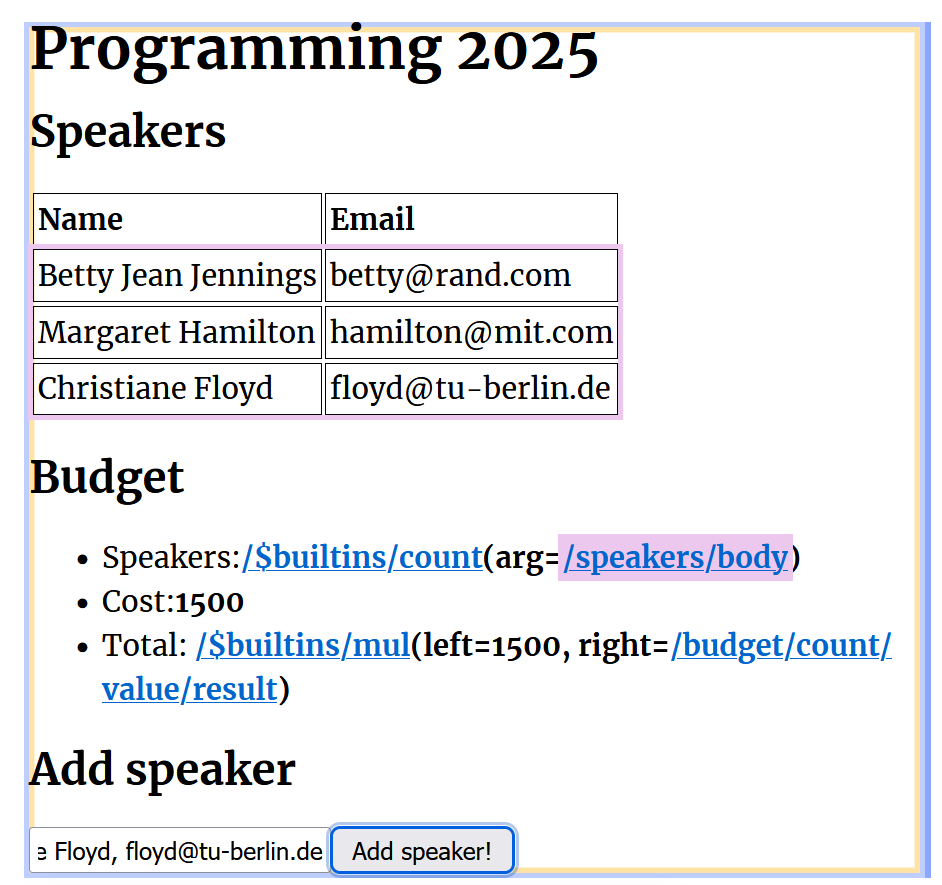 Programming 2025
Speakers
Name Email
Betty Jean Jennings betty@rand.com
Margaret Hamilton hamilton@mit.com
Christiane Floyd floyd@tu-berlin.de
Budget
• Speakers:/$builtins/count(arg=/speakers/body)
• Cost:1500
• Total: /$builtins/mul(left=1500, right=/budget/count/
value/result)
Add speaker
e Floyd, floyd@tu-berlin.de Add speaker!